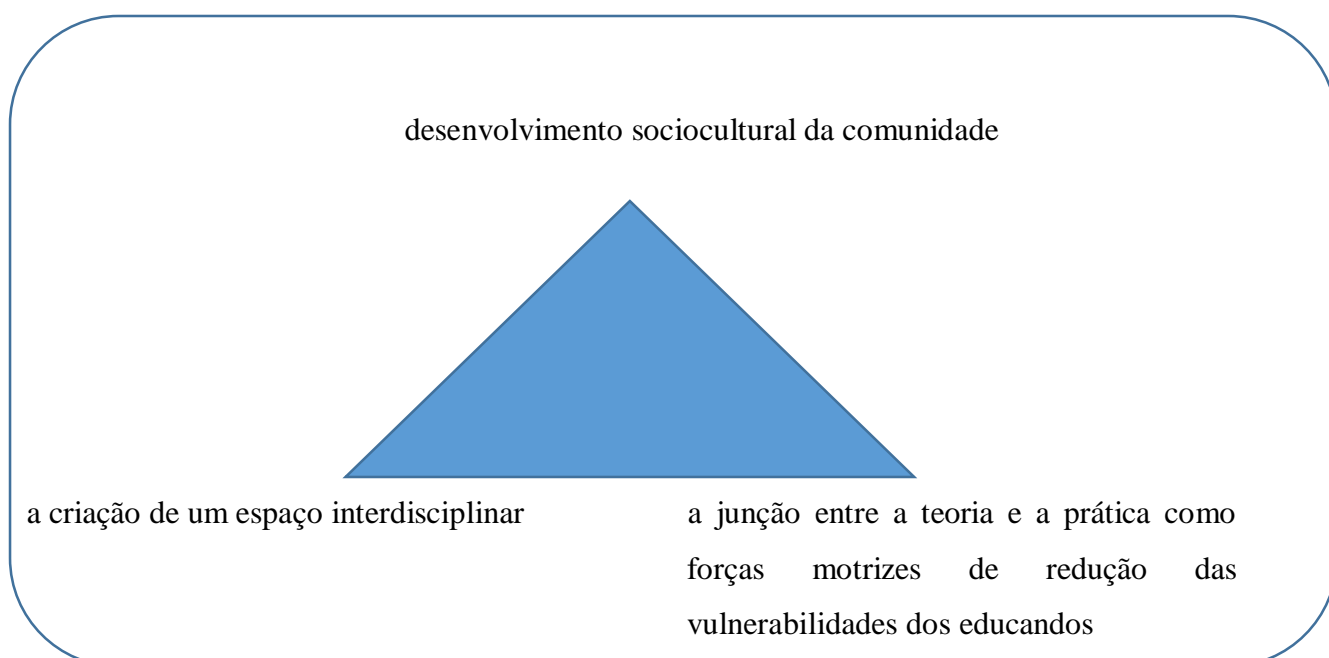 desenvolvimento sociocultural da comunidade
a criação de um espaço interdisciplinar
a junção entre a teoria e a prática como
forças motrizes de redução das
vulnerabilidades dos educandos